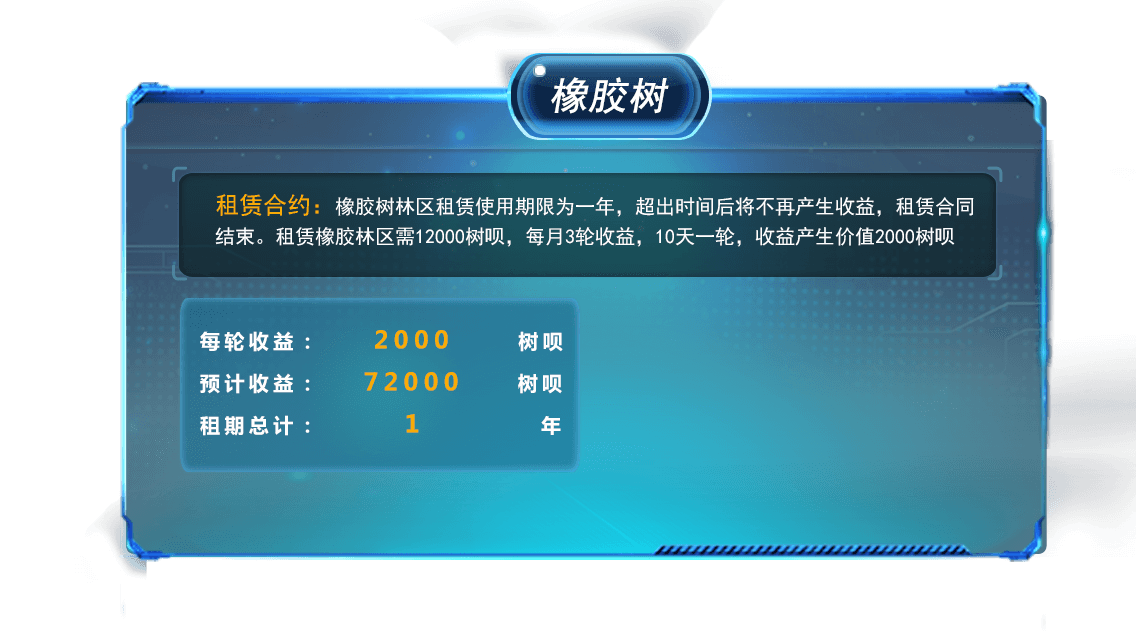 橡胶树
租赁合约：橡胶树林区租赁使用期限为一年，超出时间后将不再产生收益，租赁合同
结束。租赁橡胶林区需12000树呗，每月3轮收益，10天一轮，收益产生价值2000树呗
每轮收益：2000 树呗
预计收益：72000 树呗
租期总计：1 年